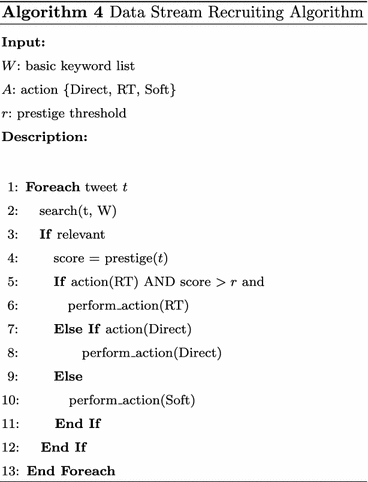 Algorithm 4 Data Stream Recruiting Algorithm
Input:
W: basic keyword list
A: action {Direct, RT, Soft}
r: prestige threshold
Description:
1: Foreach tweet t
2: search(t, W)
3: If relevant
4: score = prestige(t)
5: If action(RT) AND score > r and
6: perform_action(RT)
7: Else If action(Direct)
8: perform_action(Direct)
9: Else
10: perform_action(Soft)
11: End If
12: End If
13: End Foreach